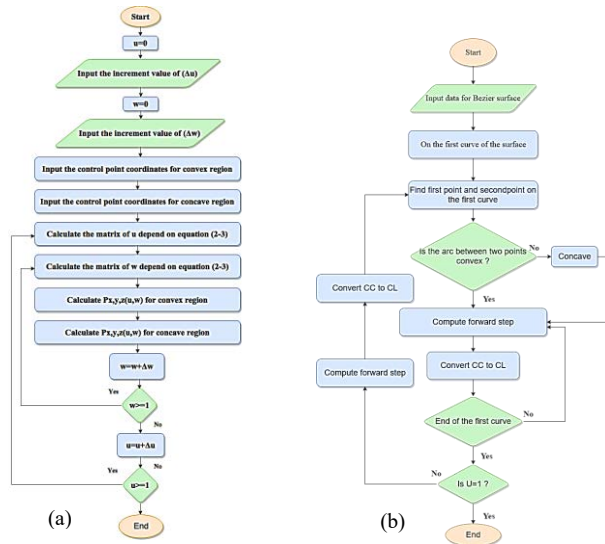 Start
u=0
Input the increment value of (Δu)
w=0
Input the increment value of (Δw)
Input the control point coordinates for convex region
Input the control point coordinates for concave region
Calculate the matrix of u depend on equation (2-3)
Calculate the matrix of w depend on equation (2-3)
Calculate Px,y,z(u,w) for convex region
Calculate Px,y,z(u,w) for concave region
w=w+Δw
Yes
w>=1
No
u=u+Δu
Yes
No
u>=1
End
(a)
Start
Input data for Bezier surface
On the first curve of the surface
Find first point and secondpoint on
the first curve
Is the arc between two points
convex ?
No
Concave
Yes
Convert CC to CL
Compute forward step
Compute forward step
Convert CC to CL
End of the first curve
No
Yes
No
Is U=1 ?
Yes
End
(b)